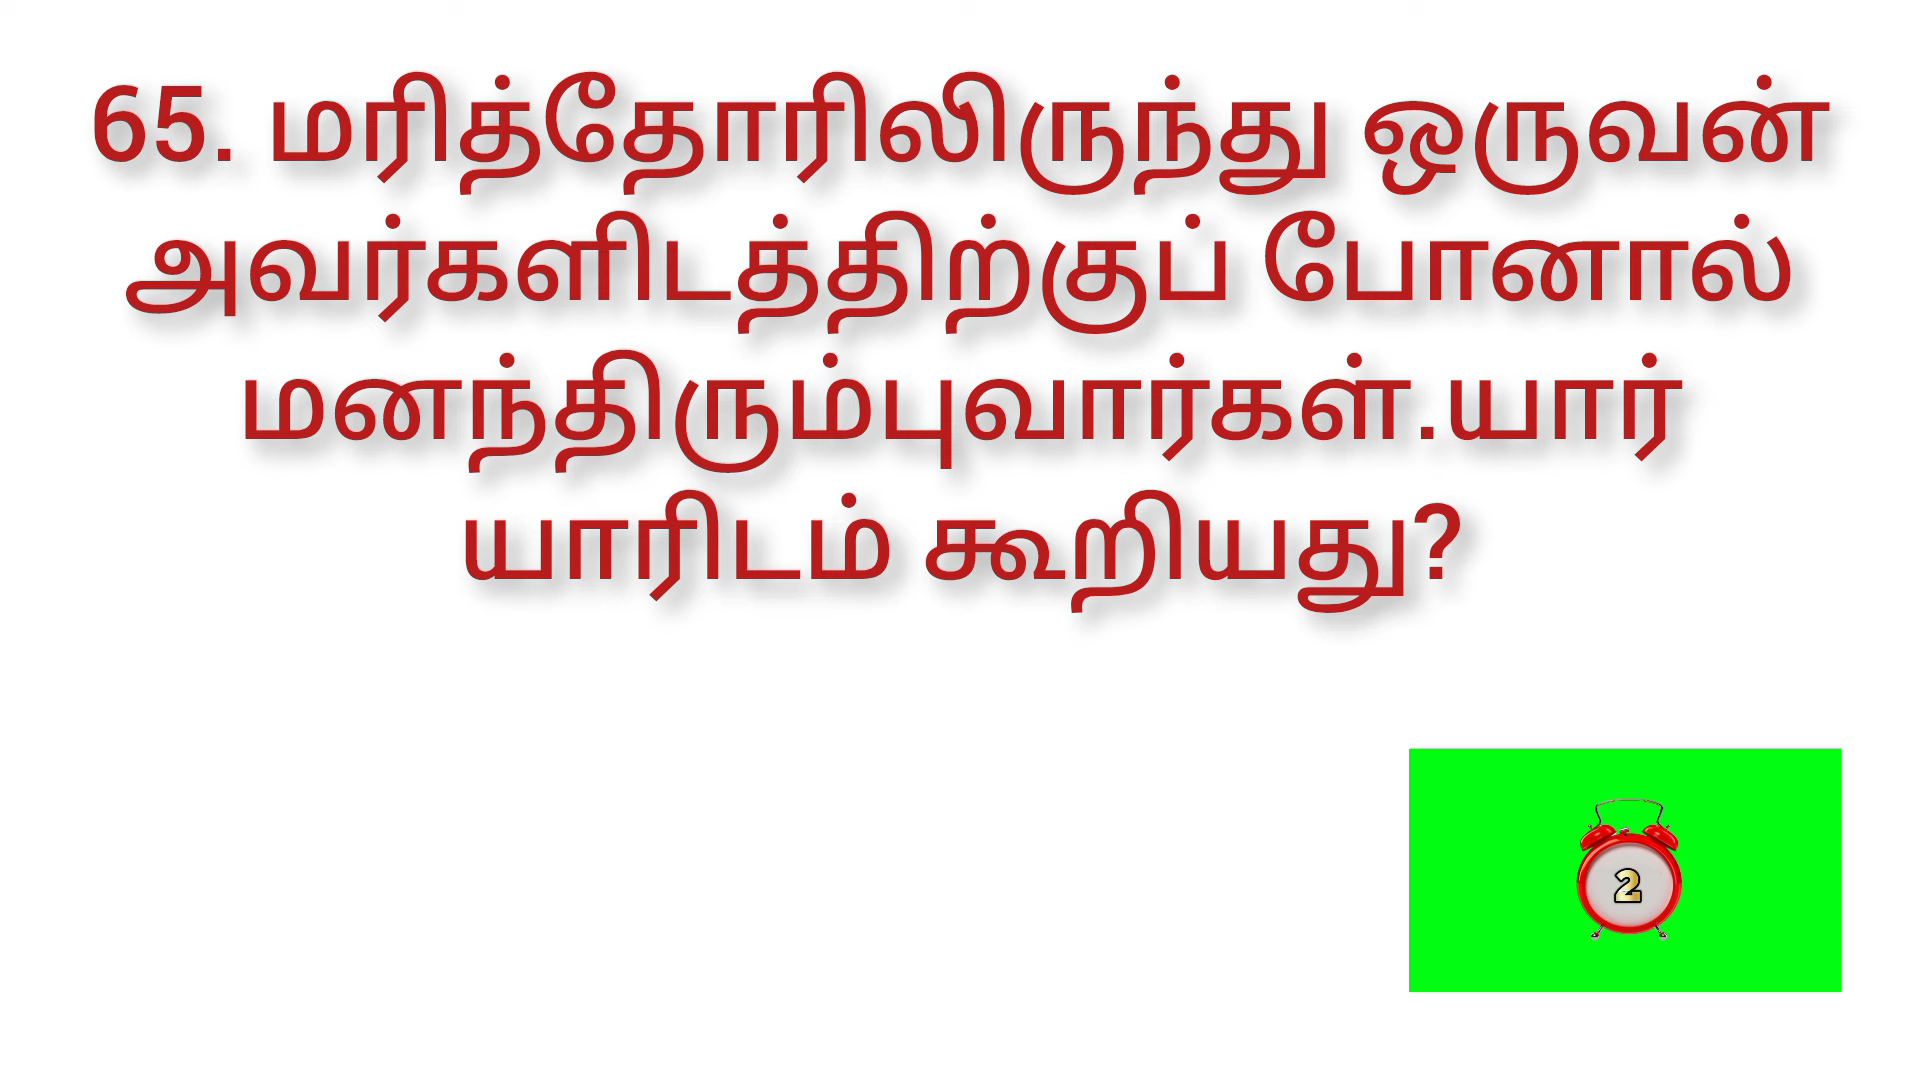 65. மரித்தோரிலிருந்து ஒருவன்
அவர்களிடத்திற்குப் போனால்
மனந்திரும்புவார்கள்.யார்
யாரிடம் கூறியது?
2